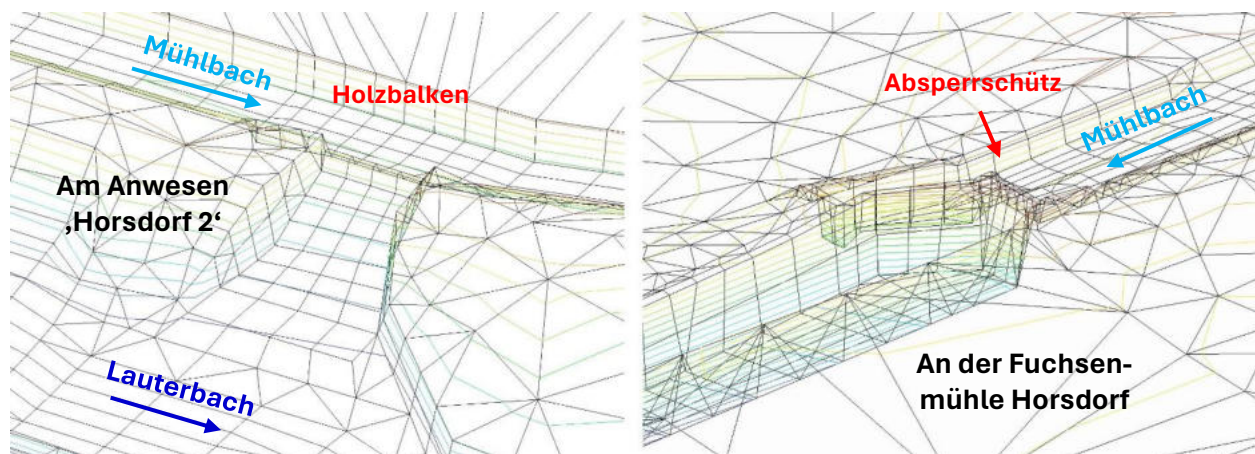 Mühlbach
Holzbalken
Am Anwesen
‚Horsdorf 2‘
Lauterbach
Absperrschütz
Mühlbach
An der Fuchsen-
mühle Horsdorf